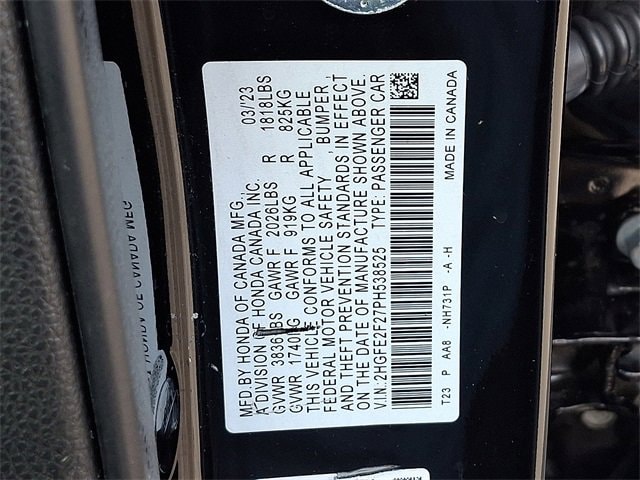 MFD.BY HONDA OF CANADA MFG. 03/'23
A DIVISION OF HONDA CANADA INC.
GVWR 3836LBS GAWR F 2026LBS R 1818LBS
GVWR 1740KG GAWR F 919KG R 825KG
THIS VEHICLE CONFORMS TO ALL APPLICABLE
FEDERAL MOTOR VEHICLE SAFETY , BUMPER ,
AND THEFT PREVENTION STANDARDS IN EFFECT
ON THE DATE OF MANUFACTURE SHOWN ABOVE.
V.I.N.:2HGFE2F27PH538525 TYPE: PASSENGER CAR
T23 P AA8 -NH731P -A -H MADE IN CANADA